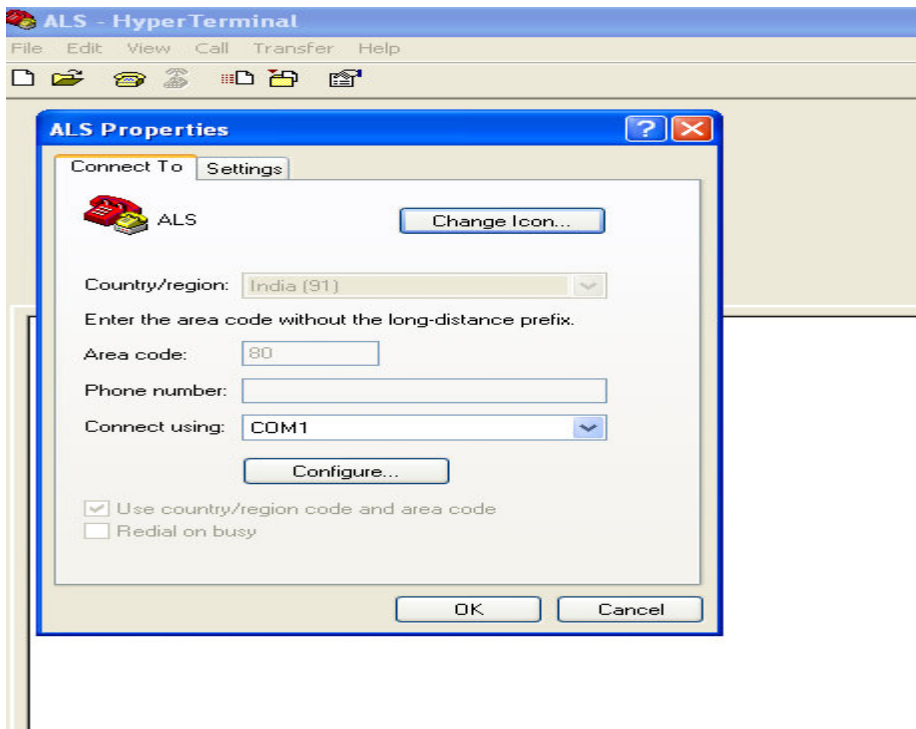 ALS - HyperTerminal
File Edit View Call Transfer Help
ALS Properties
?
Connect To Settings
ALS
Change Icon...
Country/region: India (91)
Enter the area code without the long-distance prefix.
Area code: 80
Phone number:
Connect using: COM1
Configure...
Use country/region code and area code
Redial on busy
OK Cancel